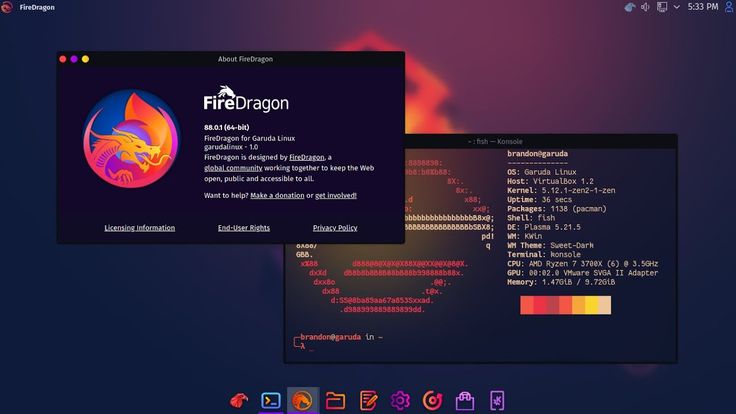 FireDragon
5:33 PM
About FireDragon
FireDragon
88.0.1 (64-bit)
FireDragon for Garuda Linux
garudalinux - 1.0
FireDragon is designed by FireDragon, a
global community working together to keep the Web
open, public and accessible to all.
Want to help? Make a donation or get involved!
Licensing Information
End-User Rights
Privacy Policy
~ : fish — Konsole
brandon@garuda
OS: Garuda Linux
Host: VirtualBox 1.2
Kernel: 5.12.1-zen2-1-zen
Uptime: 36 secs
Packages: 1138 (pacman)
Shell: fish
DE: Plasma 5.21.5
WM: KWin
WM Theme: Sweet-Dark
Terminal: konsole
CPU: AMD Ryzen 7 3700X (6) @ 3.5GHz
GPU: 00:02.0 VMware SVGA II Adapter
Memory: 1.47GiB / 9.72GiB
brandon@garuda in ~
λ _